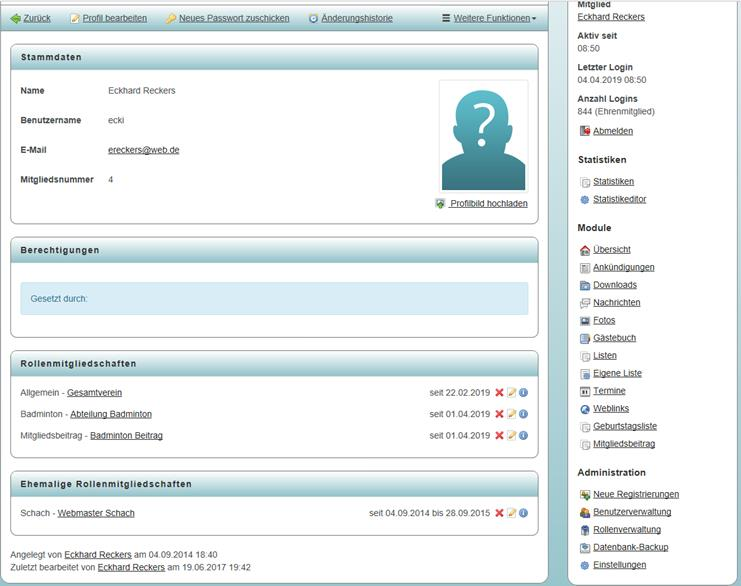 Zurück Profil bearbeiten Neues Passwort zuschicken Änderungshistorie Weitere Funktionen
Stammdaten
Name Eckhard Reckers
Benutzername ecki
E-Mail ereckers@web.de
Mitgliedsnummer 4
Profilbild hochladen
Berechtigungen
Gesetzt durch:
Rollenmitgliedschaften
Allgemein - Gesamtverein seit 22.02.2019
Badminton - Abteilung Badminton seit 01.04.2019
Mitgliedsbeitrag - Badminton Beitrag seit 01.04.2019
Ehemalige Rollenmitgliedschaften
Schach - Webmaster Schach seit 04.09.2014 bis 28.09.2015
Angelegt von Eckhard Reckers am 04.09.2014 18:40
Zuletzt bearbeitet von Eckhard Reckers am 19.06.2017 19:42
Mitglied
Eckhard Reckers
Aktiv seit
08:50
Letzter Login
04.04.2019 08:50
Anzahl Logins
844 (Ehrenmitglied)
Abmelden
Statistiken
Statistiken
Statistikeditor
Module
Übersicht
Ankündigungen
Downloads
Nachrichten
Fotos
Gästebuch
Listen
Eigene Liste
Termine
Weblinks
Geburtstagsliste
Mitgliedsbeitrag
Administration
Neue Registrierungen
Benutzerverwaltung
Rollenverwaltung
Datenbank-Backup
Einstellungen